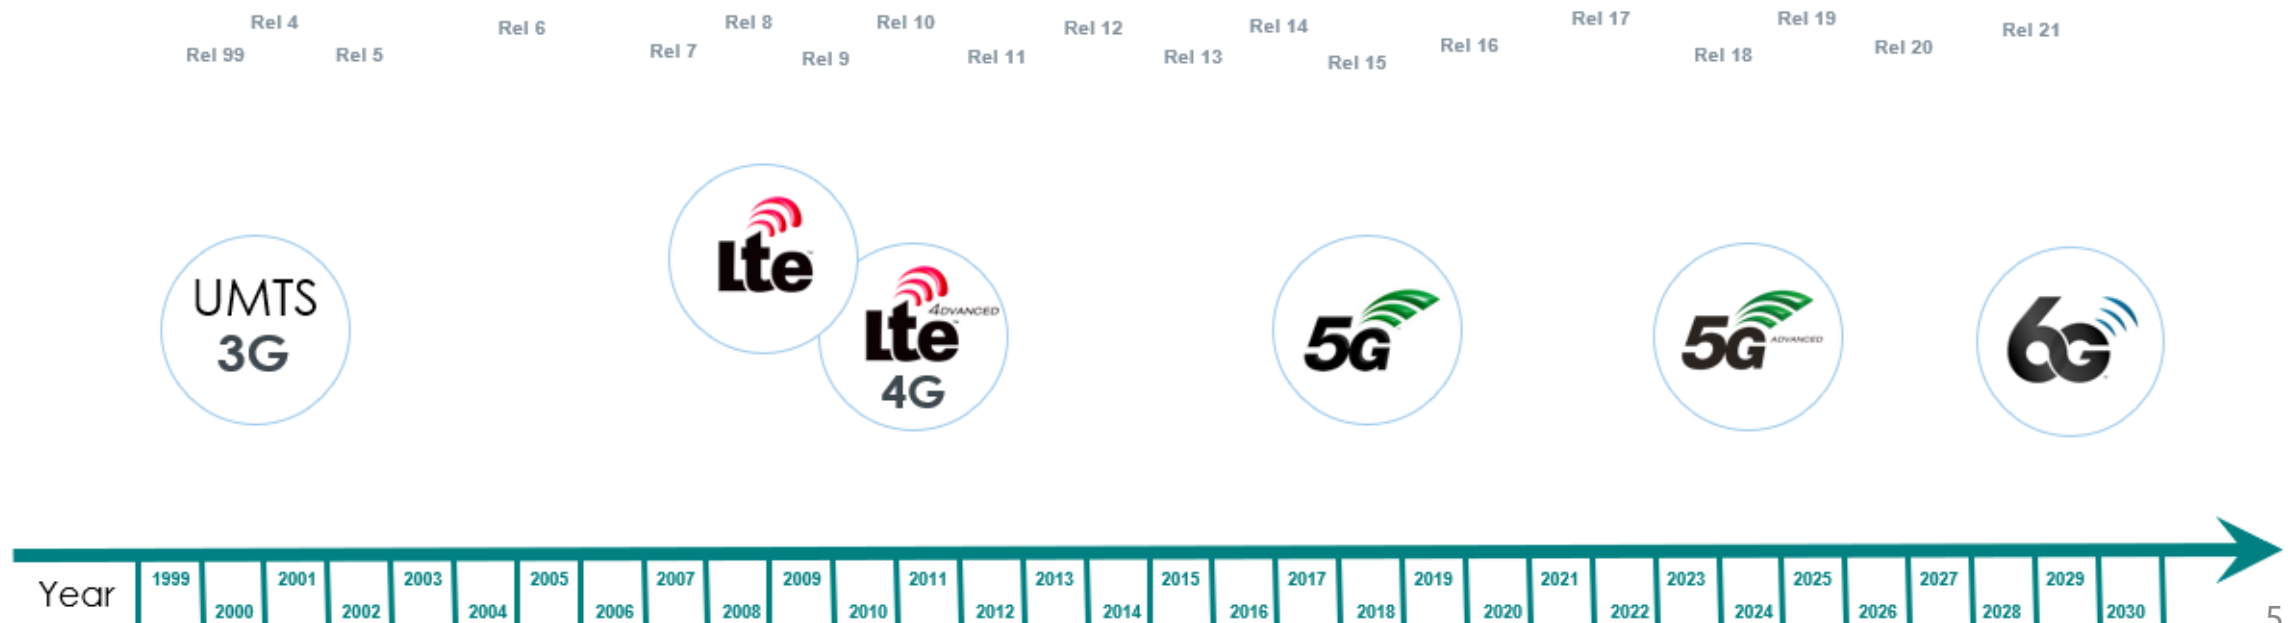 Rel 99
Rel 4
Rel 5
Rel 6
Rel 7
Rel 8
Rel 9
Rel 10
Rel 11
Rel 12
Rel 13
Rel 14
Rel 15
Rel 16
Rel 17
Rel 18
Rel 19
Rel 20
Rel 21
UMTS
3G
Lte
4DVANCED
Lte
4G
5G
5G ADVANCED
6G
Year
1999
2000
2001
2002
2003
2004
2005
2006
2007
2008
2009
2010
2011
2012
2013
2014
2015
2016
2017
2018
2019
2020
2021
2022
2023
2024
2025
2026
2027
2028
2029
2030
5